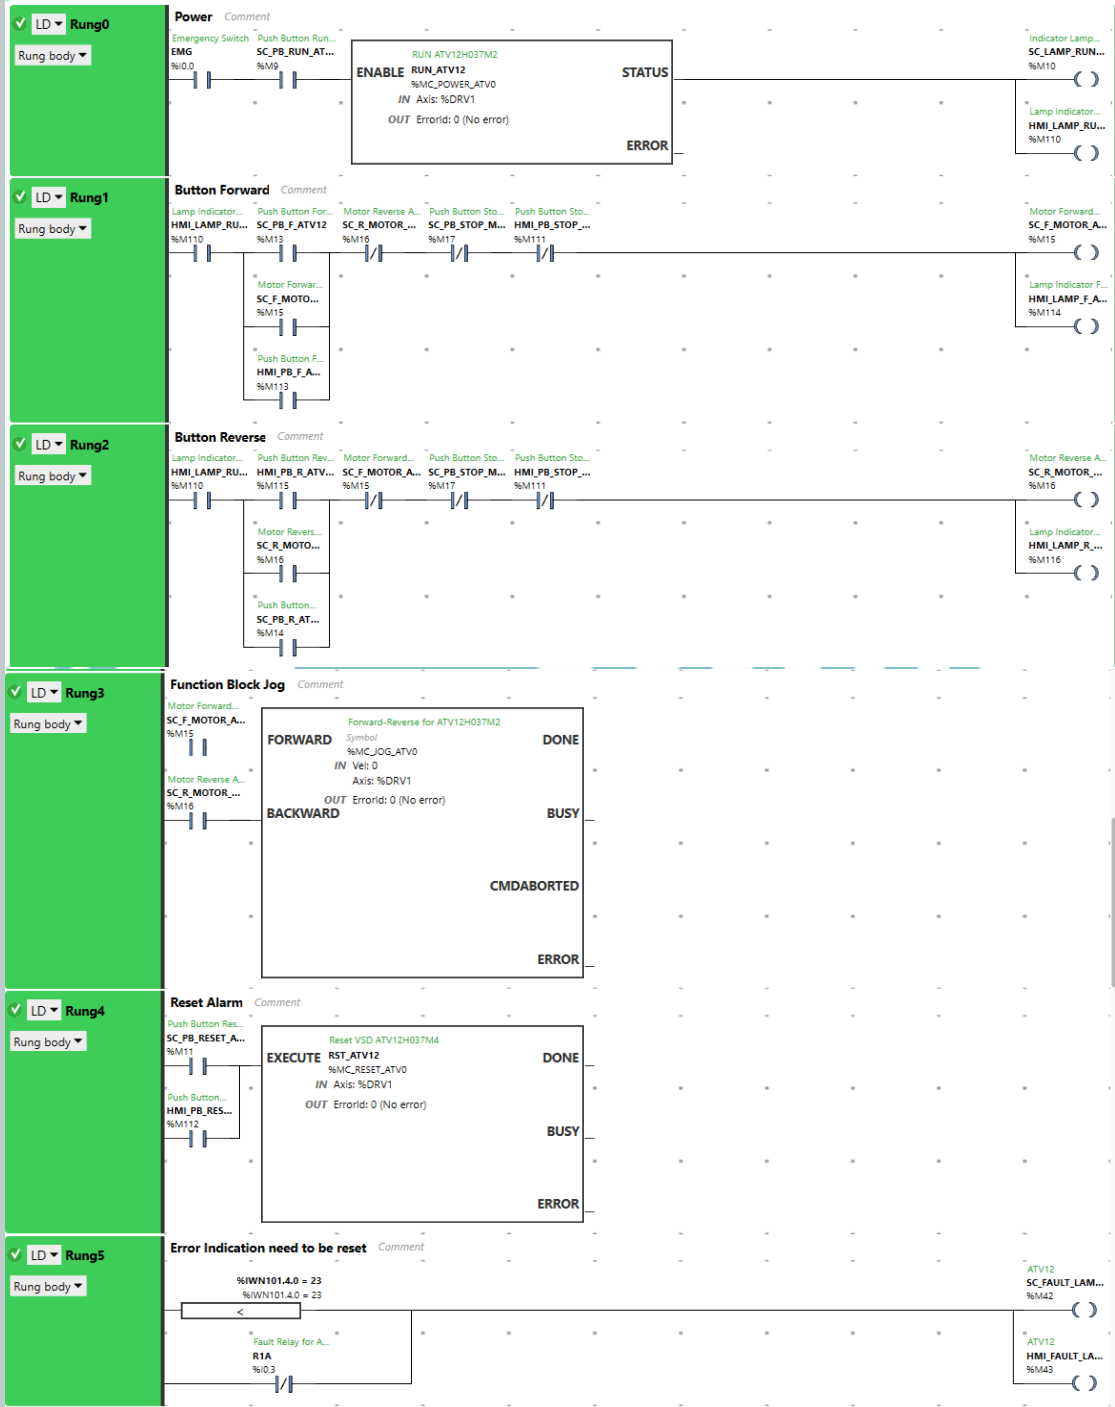 LD Rung0
Rung body
Power Comment
Emergency Switch Push Button Run...
EMG SC_PB_RUN_AT...
%I0.0 %M9
RUN ATV12H037M2
ENABLE RUN_ATV12 STATUS
%MC_POWER_ATV0
IN Axis: %DRV1
OUT ErrorId: 0 (No error)
ERROR
Indicator Lamp...
SC_LAMP_RUN...
%M10
Lamp Indicator...
HMI_LAMP_RU...
%M110
LD Rung1
Rung body
Button Forward Comment
Lamp Indicator... Push Button For... Motor Reverse A... Push Button Sto... Push Button Sto... Motor Forward...
HMI_LAMP_RU... SC_PB_F_ATV12 SC_R_MOTOR_... SC_PB_STOP_M... HMI_PB_STOP_... SC_F_MOTOR_A...
%M110 %M13 %M16 %M17 %M111 %M15
Motor Forwar... Lamp Indicator F...
SC_F_MOTO... HMI_LAMP_F_A...
%M15 %M114
Push Button F...
HMI_PB_F_A...
%M113
LD Rung2
Rung body
Button Reverse Comment
Lamp Indicator... Push Button Rev... Motor Forward... Push Button Sto... Push Button Sto... Motor Reverse A...
HMI_LAMP_RU... HMI_PB_R_ATV... SC_F_MOTOR_A... SC_PB_STOP_M... HMI_PB_STOP_... SC_R_MOTOR_...
%M110 %M115 %M15 %M17 %M111 %M16
Motor Revers... Lamp Indicator...
SC_R_MOTO... HMI_LAMP_R_...
%M16 %M116
Push Button...
SC_PB_R_AT...
%M14
LD Rung3
Rung body
Function Block Jog Comment
Motor Forward...
SC_F_MOTOR_A...
%M15
Motor Reverse A...
SC_R_MOTOR_...
%M16
Forward-Reverse for ATV12H037M2
FORWARD Symbol DONE
%MC_JOG_ATV0
IN Vel: 0
Axis: %DRV1
OUT ErrorId: 0 (No error)
BACKWARD BUSY
CMDABORTED
ERROR
LD Rung4
Rung body
Reset Alarm Comment
Push Button Res...
SC_PB_RESET_A...
%M11
Push Button...
HMI_PB_RES...
%M112
Reset VSD ATV12H037M4
EXECUTE RST_ATV12 DONE
%MC_RESET_ATV0
IN Axis: %DRV1
OUT ErrorId: 0 (No error)
BUSY
ERROR
LD Rung5
Rung body
Error Indication need to be reset Comment
%IWN101.4.0 = 23
%IWN101.4.0 = 23
<
Fault Relay for A...
R1A
%I0.3
ATV12
SC_FAULT_LAM...
%M42
ATV12
HMI_FAULT_LA...
%M43